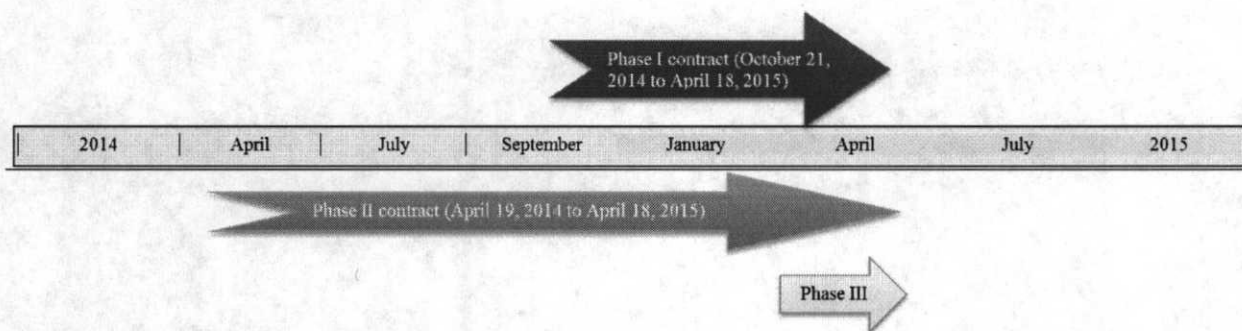 Phase I contract (October 21,
2014 to April 18, 2015)
2014 April July September January April July 2015
Phase II contract (April 19, 2014 to April 18, 2015)
Phase III